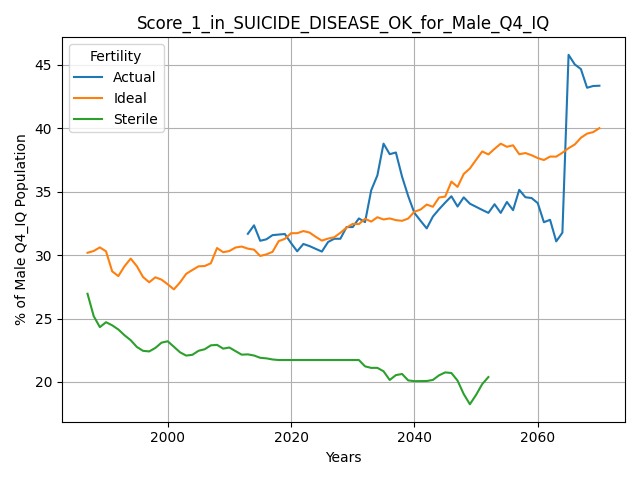 Score_1_in_SUICIDE_DISEASE_OK_for_Male_Q4_IQ
Fertility
Actual
Ideal
Sterile
% of Male Q4_IQ Population
45
40
35
30
25
20
2000
2020
2040
2060
Years